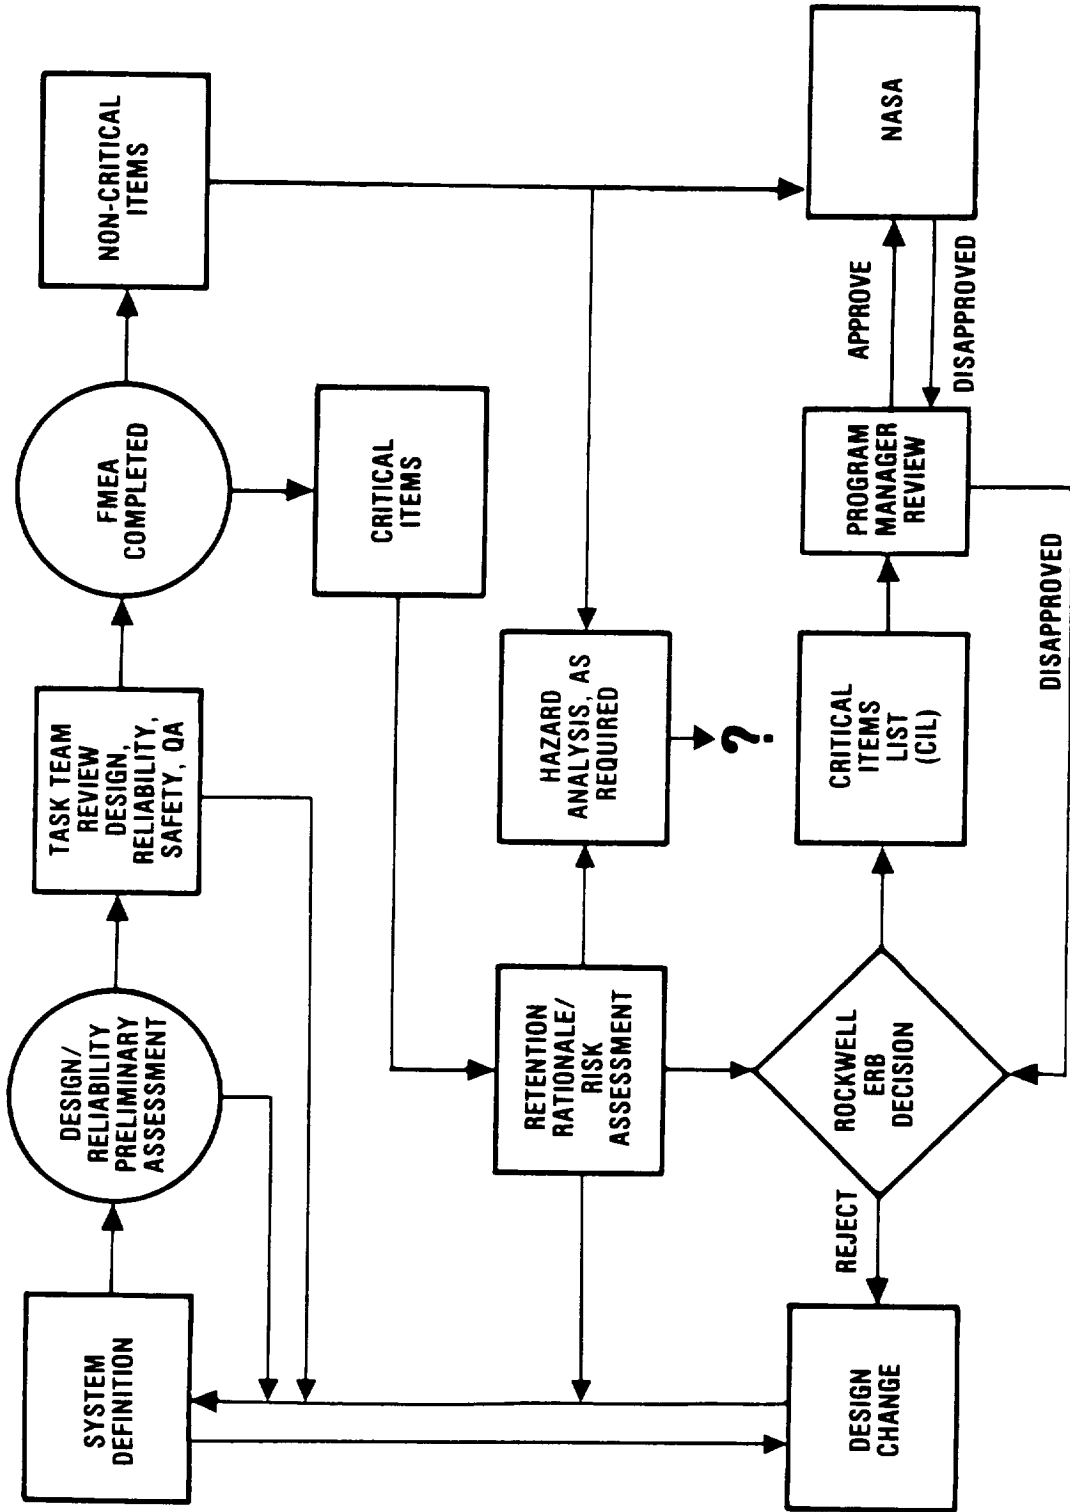 SYSTEM
DEFINITION
DESIGN/
RELIABILITY
PRELIMINARY
ASSESSMENT
TASK TEAM
REVIEW
DESIGN,
RELIABILITY,
SAFETY, QA
FMEA
COMPLETED
NON-CRITICAL
ITEMS
CRITICAL
ITEMS
RETENTION
RATIONALE/
RISK
ASSESSMENT
HAZARD
ANALYSIS, AS
REQUIRED
?
DESIGN
CHANGE
REJECT
ROCKWELL
ERB
DECISION
CRITICAL
ITEMS
LIST
(CIL)
PROGRAM
MANAGER
REVIEW
APPROVE
DISAPPROVED
NASA
DISAPPROVED